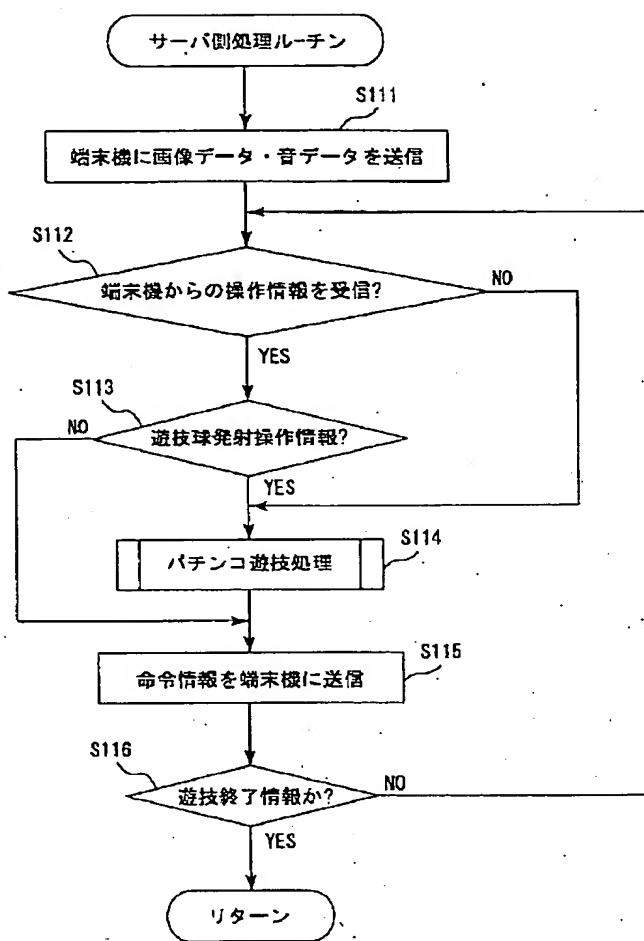 サーバ側処理ルーチン
S111
端末機に画像データ・音データを送信
S112
端末機からの操作情報を受信?
NO
YES
S113
NO
遊技球発射操作情報?
YES
S114
パチンコ遊技処理
S115
命令情報を端末機に送信
S116
遊技終了情報か?
NO
YES
リターン